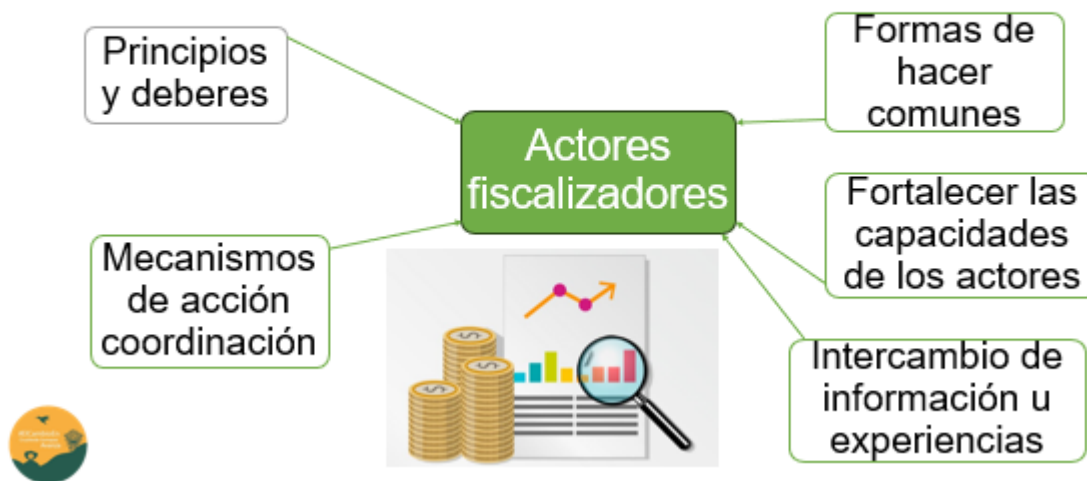 Principios
y deberes
Mecanismos
de acción
coordinación
Actores
fiscalizadores
Formas de
hacer
comunes
Fortalecer las
capacidades
de los actores
Intercambio de
información u
experiencias